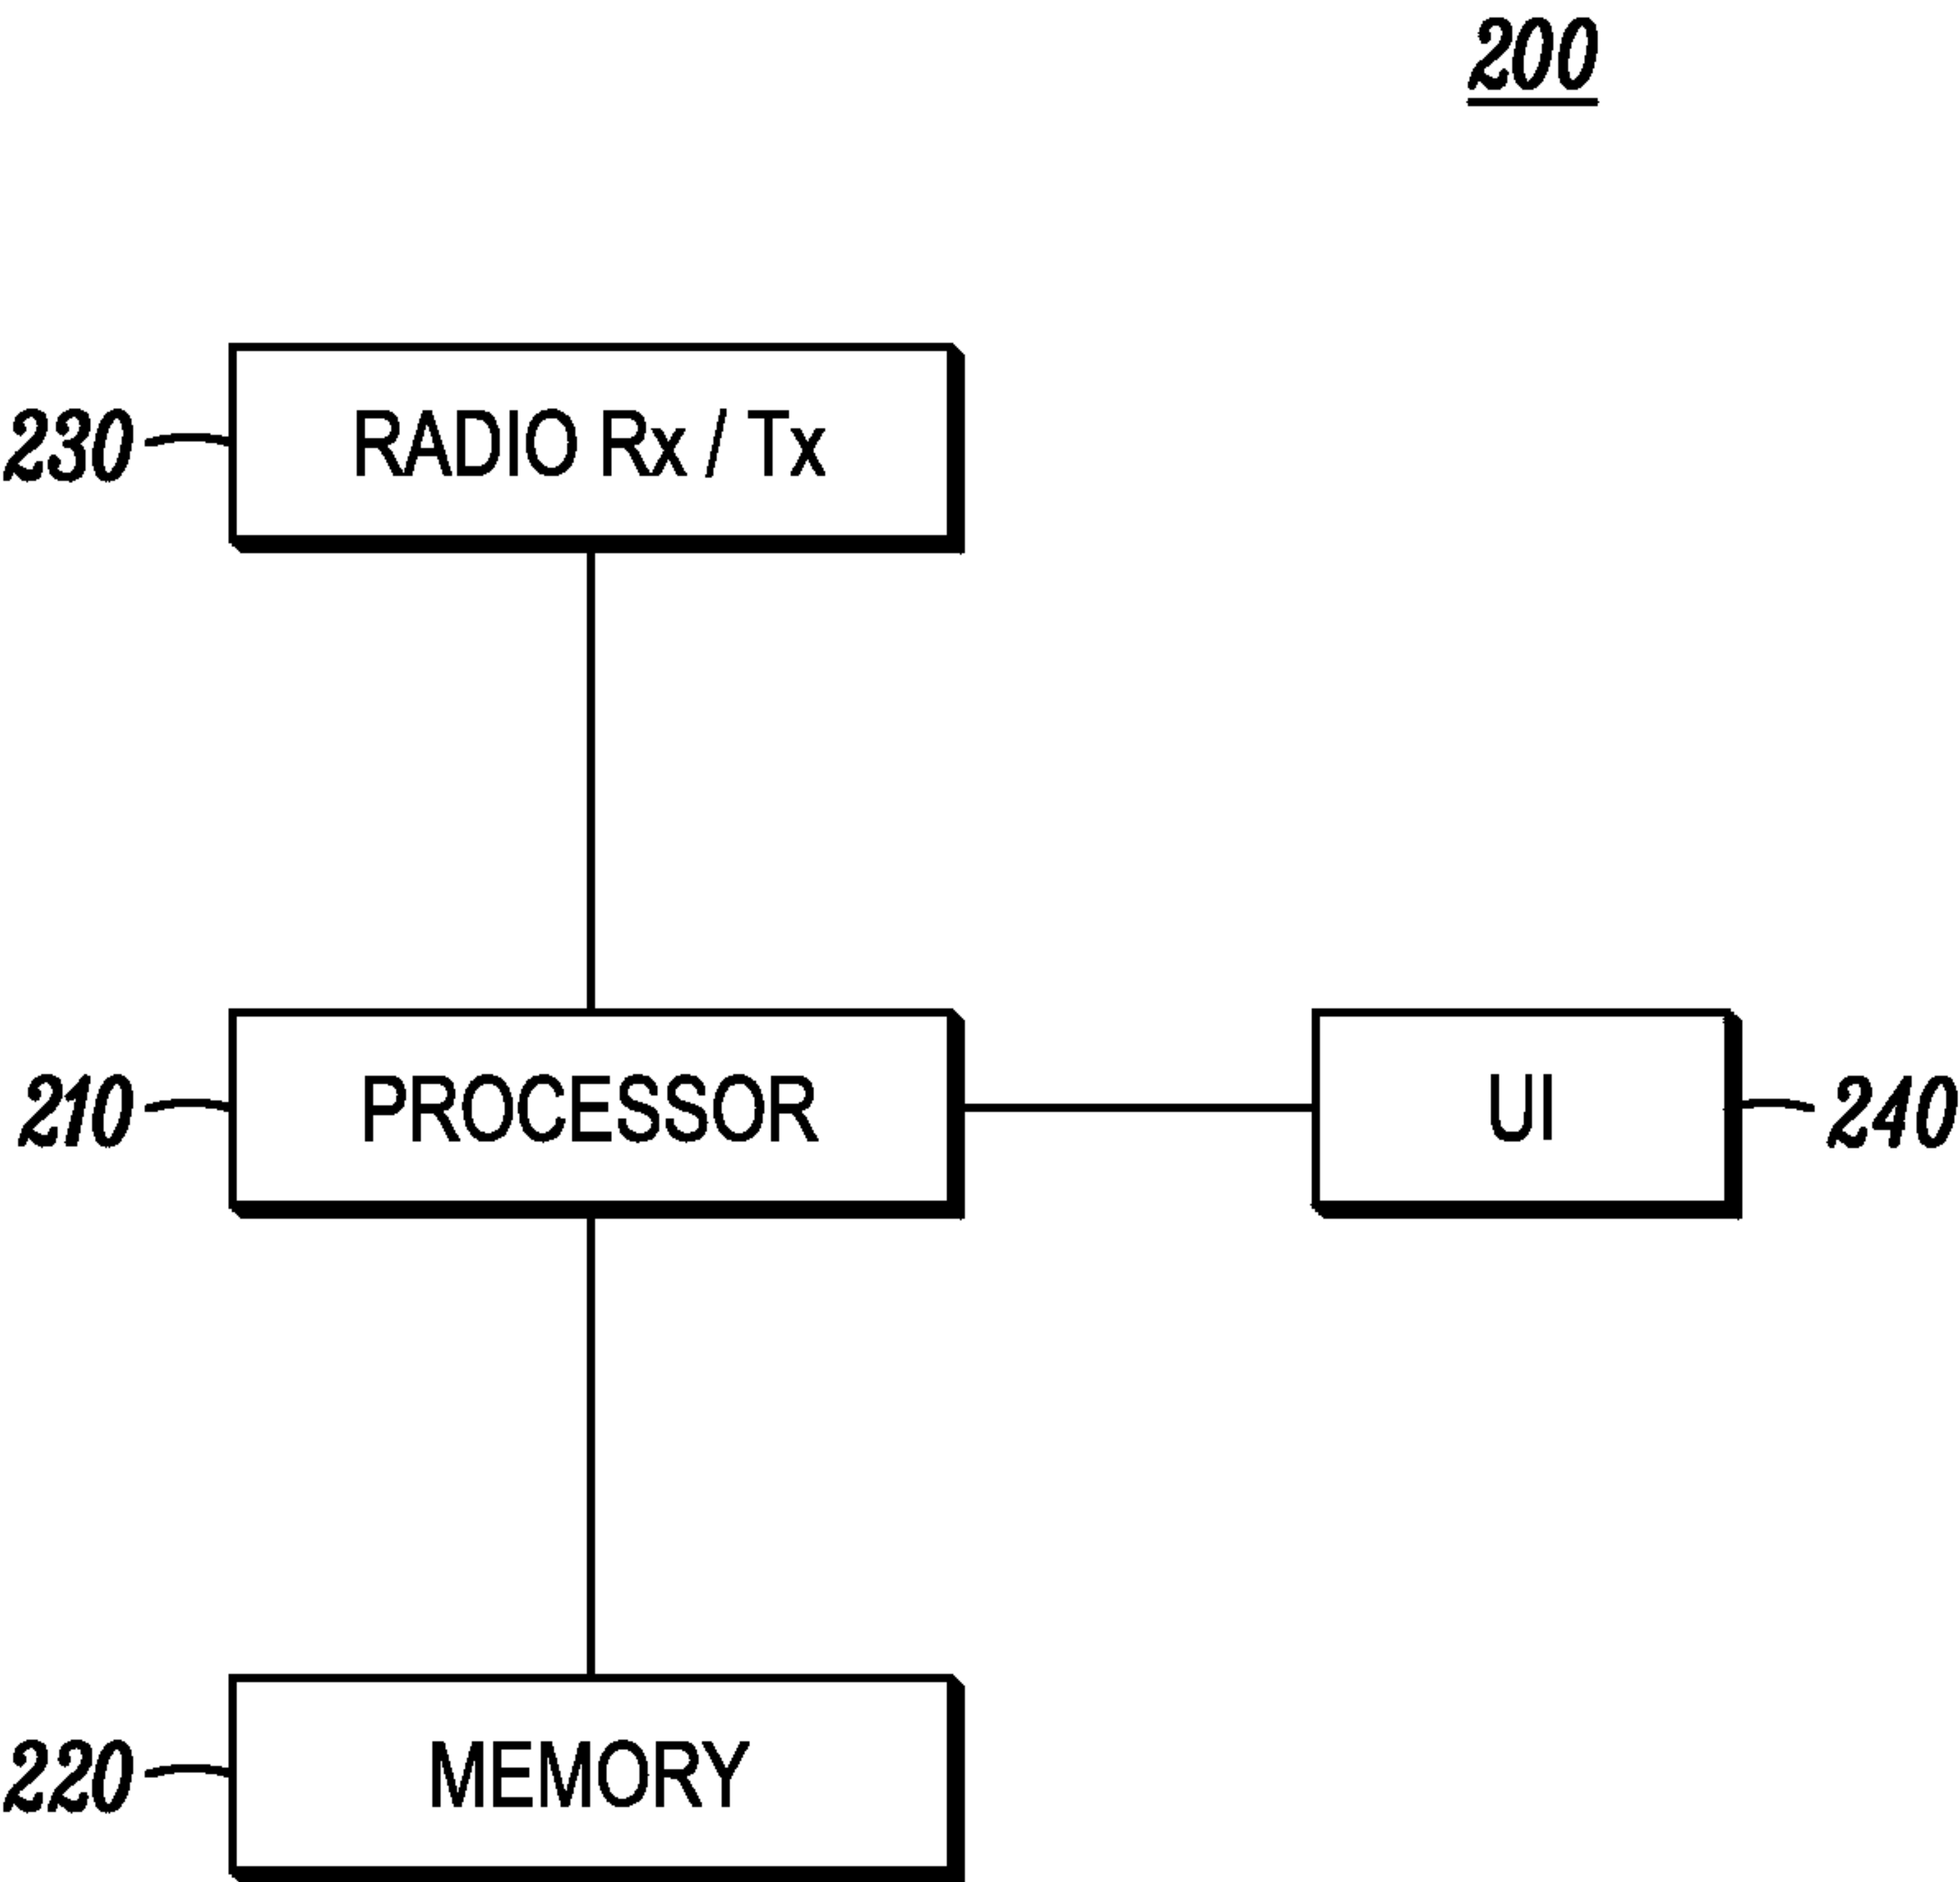 200
230
RADIO Rx / Tx
210
PROCESSOR
UI
240
220
MEMORY